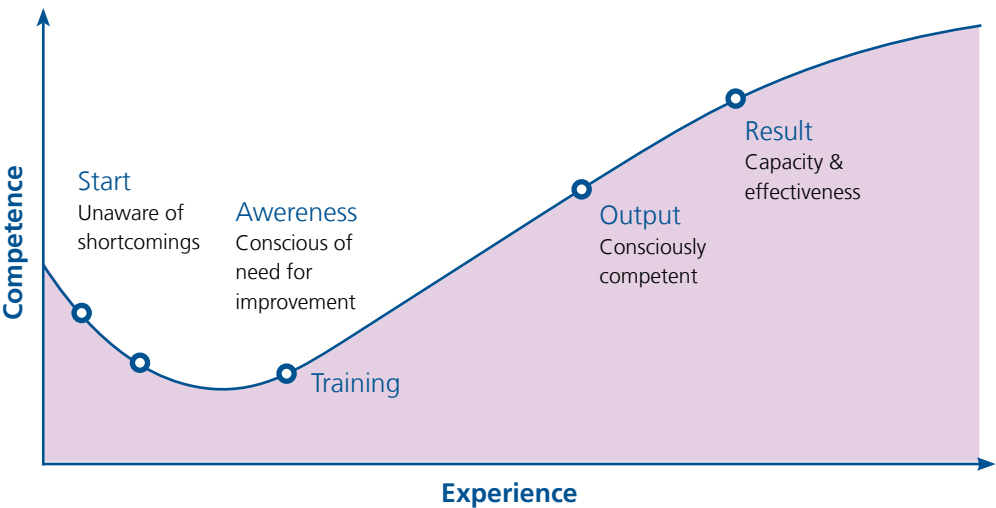 Competence
Start
Unaware of
shortcomings
Awereness
Conscious of
need for
improvement
Training
Output
Consciously
competent
Result
Capacity &
effectiveness
Experience